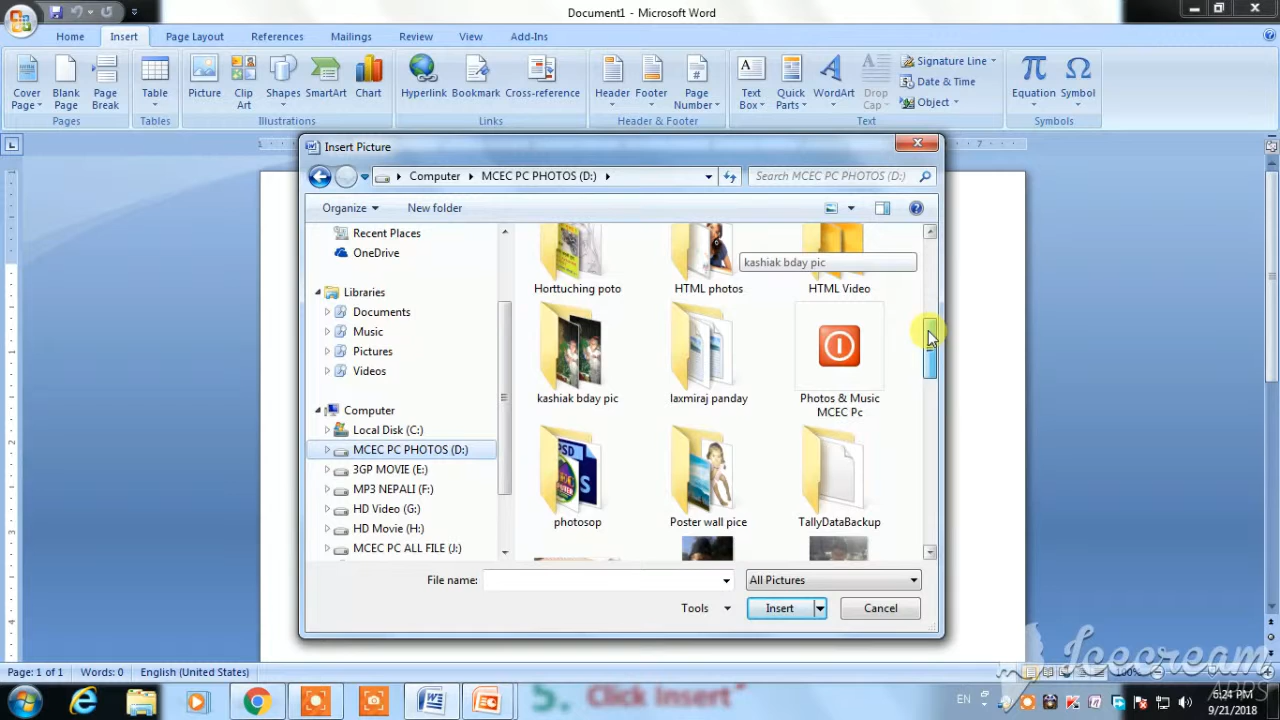 Document1 - Microsoft Word
Home Insert Page Layout References Mailings Review View Add-Ins
Cover Page
Blank Page
Page Break
Pages
Table
Tables
Picture
Clip Art
Shapes
SmartArt
Chart
Illustrations
Hyperlink
Bookmark
Cross-reference
Links
Header
Footer
Page Number
Header & Footer
Text Box
Quick Parts
WordArt
Drop Cap
Signature Line
Date & Time
Object
Text
Equation
Symbol
Symbols
Insert Picture
Computer MCEC PC PHOTOS (D:)
Search MCEC PC PHOTOS (D:)
Organize New folder
Recent Places
OneDrive
Libraries
Documents
Music
Pictures
Videos
Computer
Local Disk (C:)
MCEC PC PHOTOS (D:)
3GP MOVIE (E:)
MP3 NEPALI (F:)
HD Video (G:)
HD Movie (H:)
MCEC PC ALL FILE (J:)
kashiak bday pic
Horttuching poto
HTML photos
HTML Video
kashiak bday pic
laxmiraj panday
Photos & Music
MCEC Pc
PSD
photosop
Poster wall pice
TallyDataBackup
File name:
All Pictures
Tools
Insert
Cancel
Page: 1 of 1 Words: 0 English (United States)
100%
Icecream
APPS
Click Insert"
EN
6:24 PM
9/21/2018